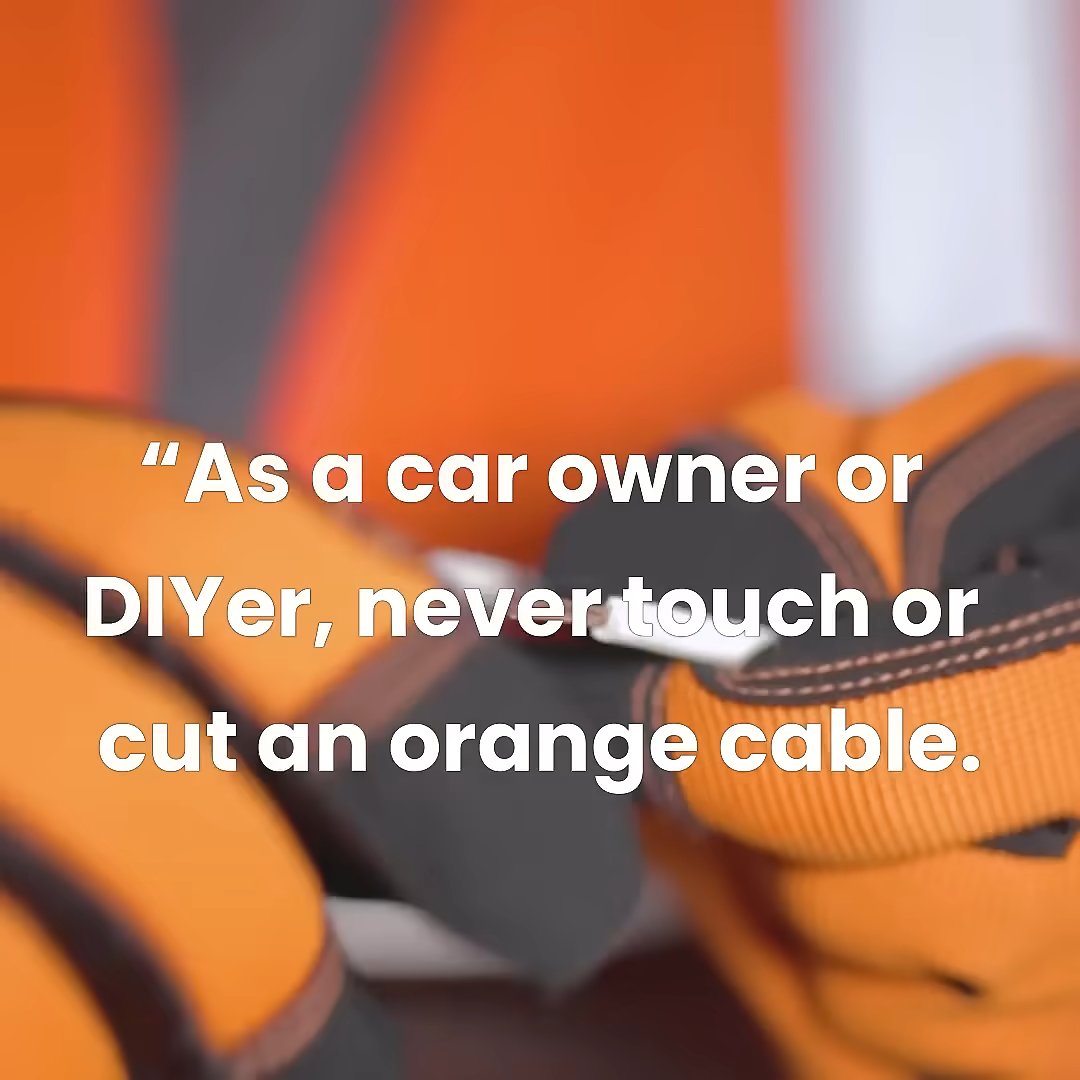 “As a car owner or
DIYer, never touch or
cut an orange cable.